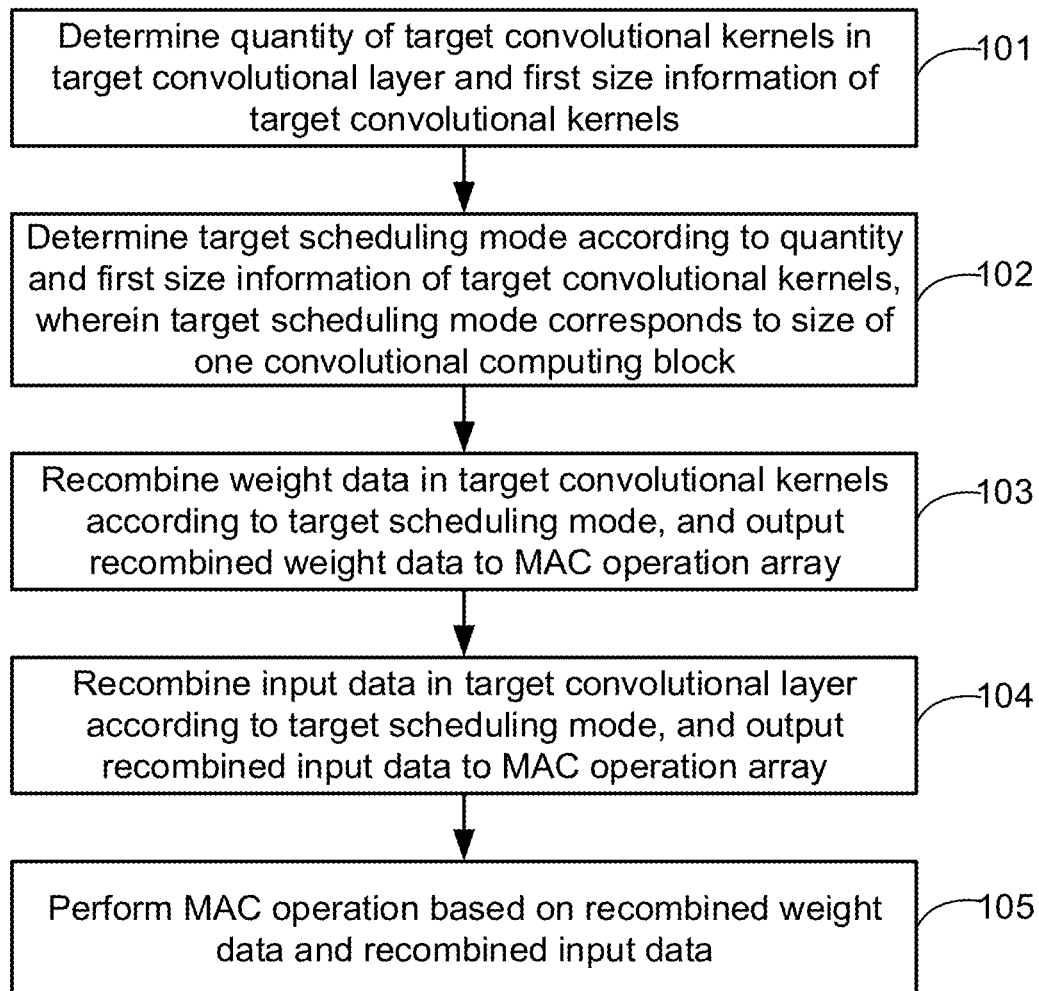 Determine quantity of target convolutional kernels in
target convolutional layer and first size information of
target convolutional kernels
101
Determine target scheduling mode according to quantity
and first size information of target convolutional kernels,
wherein target scheduling mode corresponds to size of
one convolutional computing block
102
Recombine weight data in target convolutional kernels
according to target scheduling mode, and output
recombined weight data to MAC operation array
103
Recombine input data in target convolutional layer
according to target scheduling mode, and output
recombined input data to MAC operation array
104
Perform MAC operation based on recombined weight
data and recombined input data
105